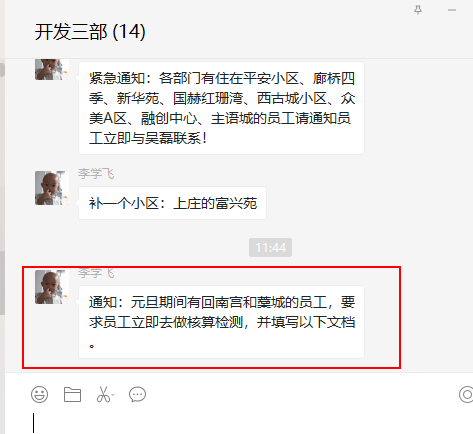 开发三部 (14)
紧急通知：各部门有住在平安小区、廊桥四
季、新华苑、国赫红珊湾、西古城小区、众
美A区、融创中心、主语城的员工请通知员
工立即与吴磊联系！
李学飞
补一个小区：上庄的富兴苑
11:44
李学飞
通知：元旦期间有回南宫和藁城的员工，要
求员工立即去做核算检测，并填写以下文档
。